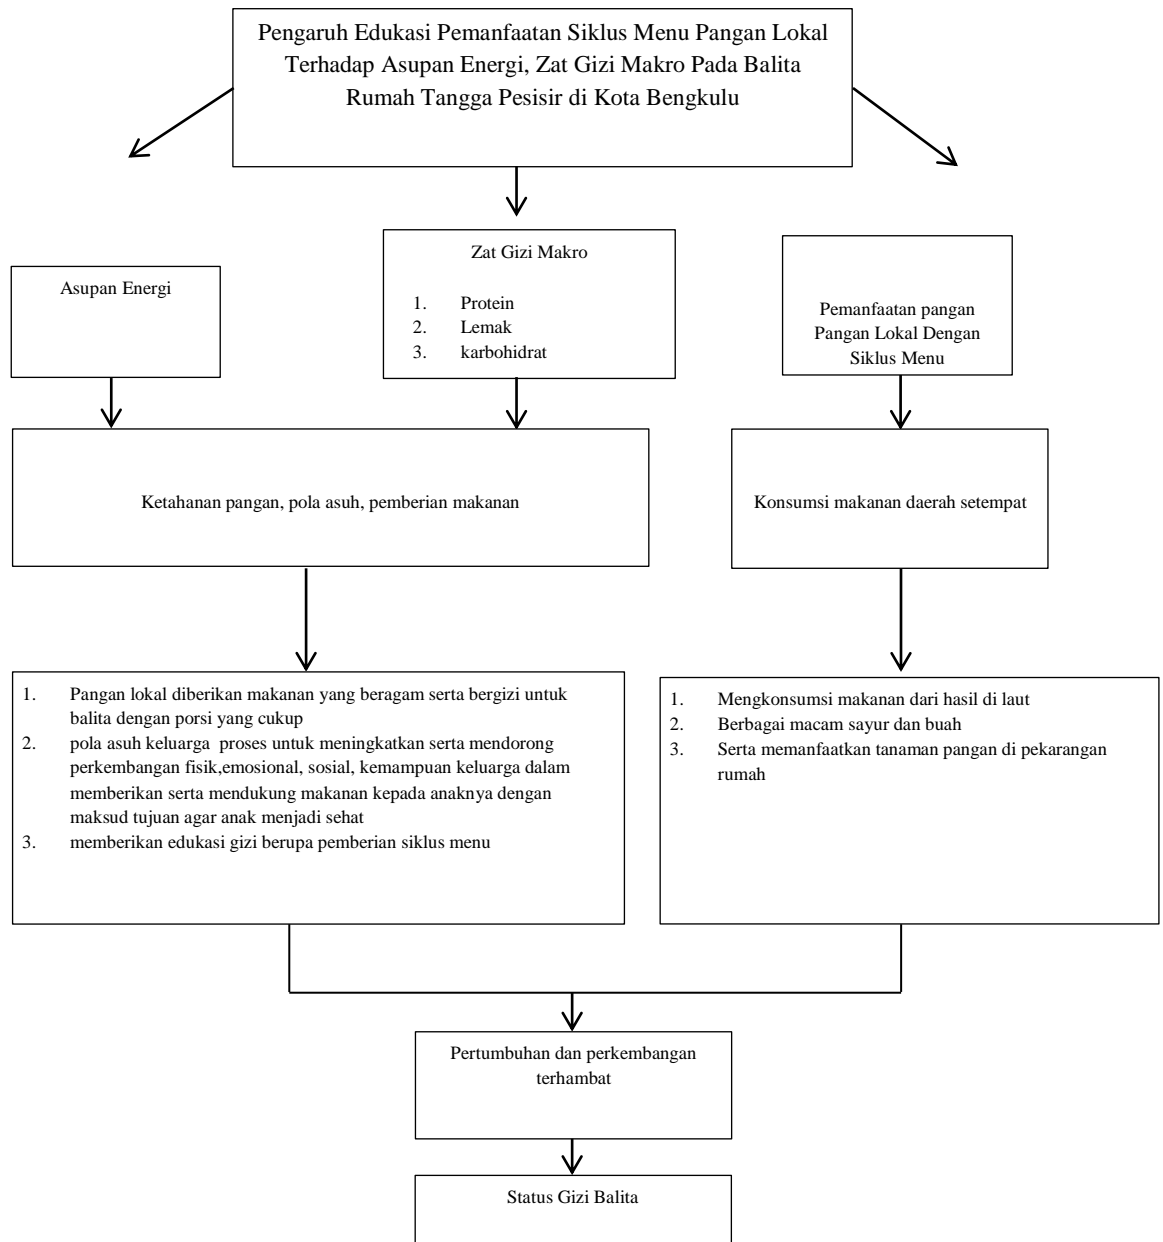 Pengaruh Edukasi Pemanfaatan Siklus Menu Pangan Lokal
Terhadap Asupan Energi, Zat Gizi Makro Pada Balita
Rumah Tangga Pesisir di Kota Bengkulu
Asupan Energi
Zat Gizi Makro
1. Protein
2. Lemak
3. karbohidrat
Pemanfaatan pangan
Pangan Lokal Dengan
Siklus Menu
Ketahanan pangan, pola asuh, pemberian makanan
Konsumsi makanan daerah setempat
1. Pangan lokal diberikan makanan yang beragam serta bergizi untuk
balita dengan porsi yang cukup
2. pola asuh keluarga proses untuk meningkatkan serta mendorong
perkembangan fisik,emosional, sosial, kemampuan keluarga dalam
memberikan serta mendukung makanan kepada anaknya dengan
maksud tujuan agar anak menjadi sehat
3. memberikan edukasi gizi berupa pemberian siklus menu
1. Mengkonsumsi makanan dari hasil di laut
2. Berbagai macam sayur dan buah
3. Serta memanfaatkan tanaman pangan di pekarangan
rumah
Pertumbuhan dan perkembangan
terhambat
Status Gizi Balita